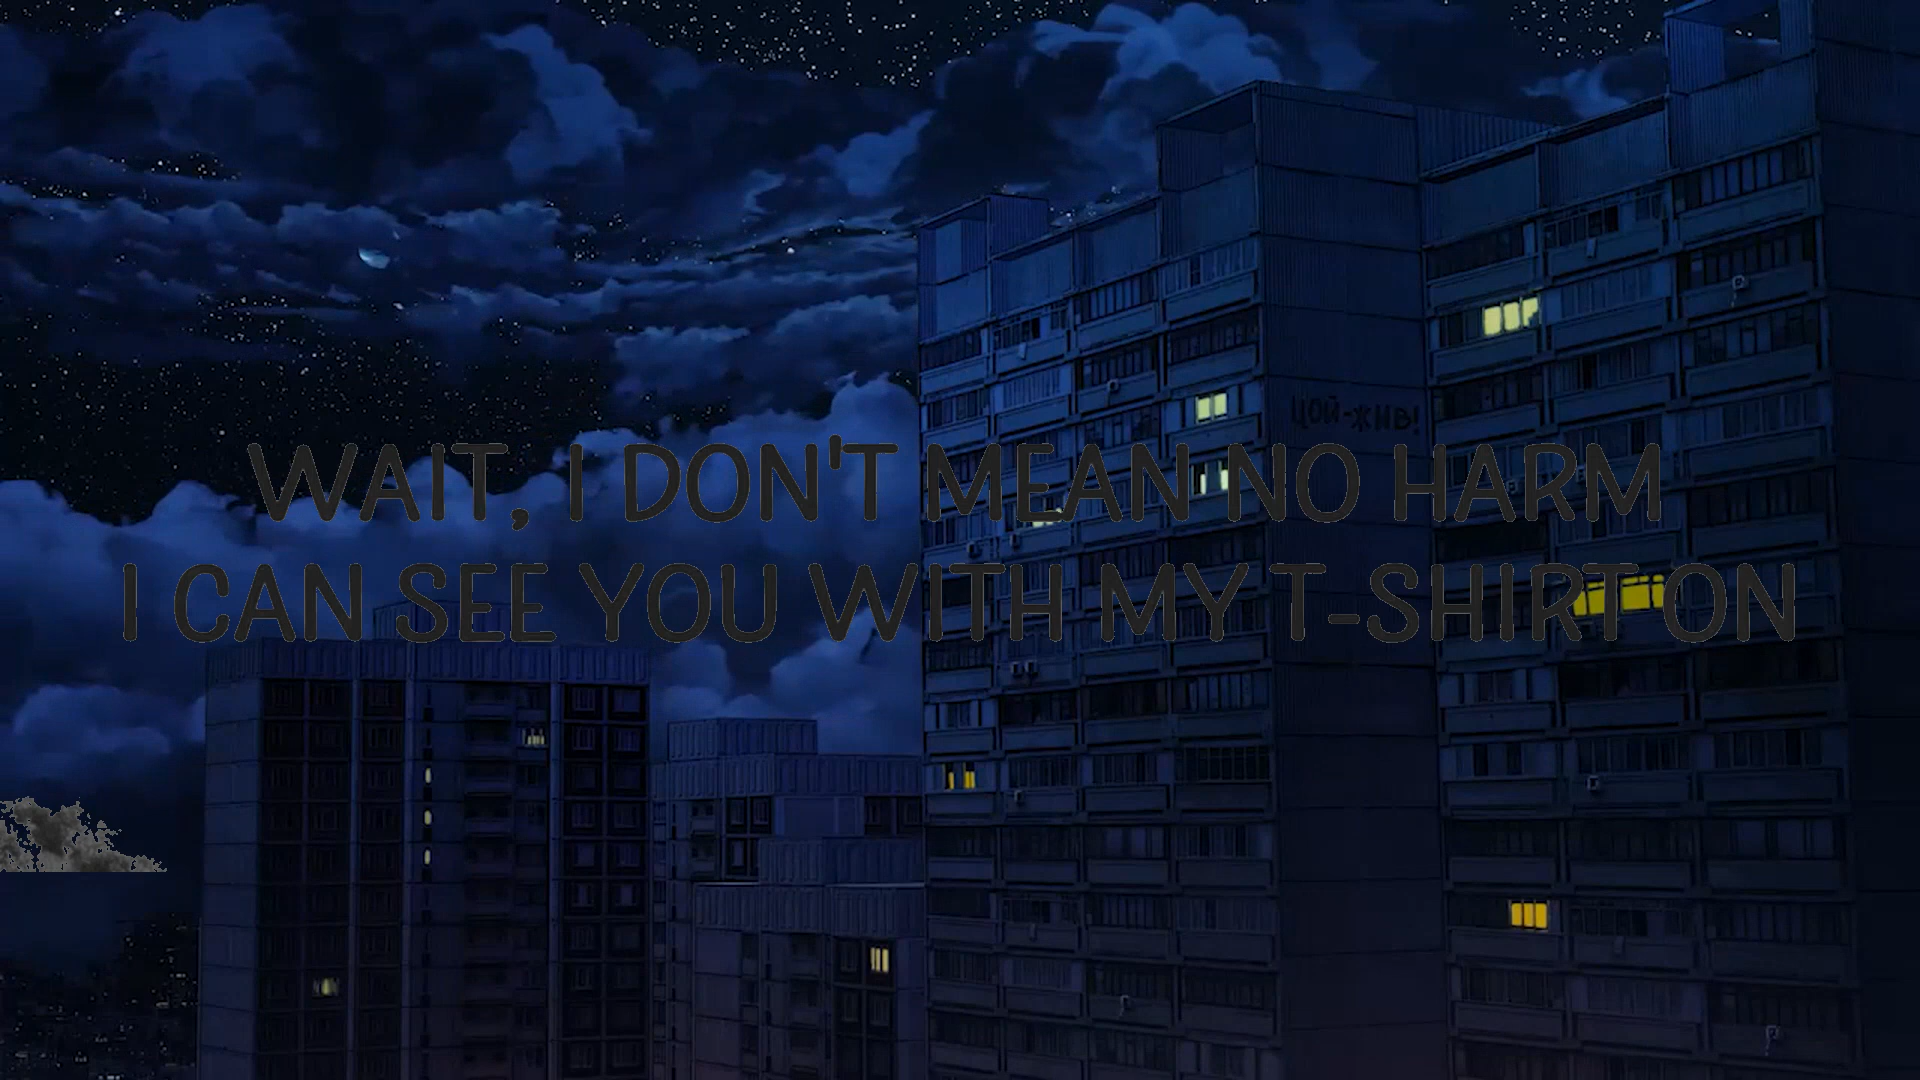 ЦОЙ-ЖИВ!
WAIT, I DON'T MEAN NO HARM
I CAN SEE YOU WITH MY T-SHIRT ON